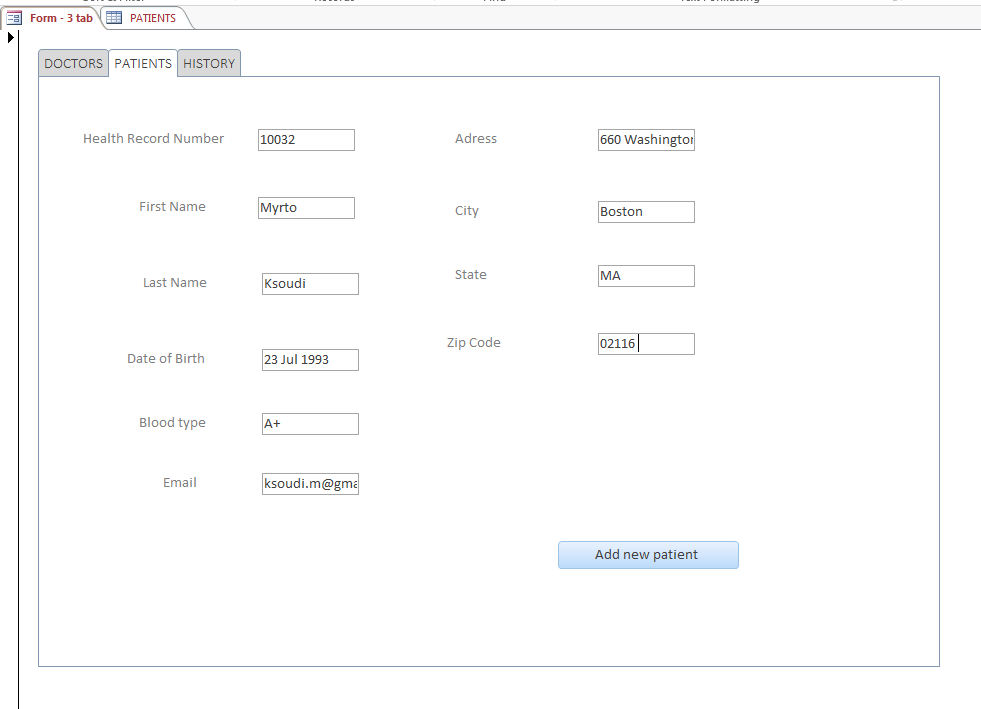 Form - 3 tab PATIENTS
DOCTORS PATIENTS HISTORY
Health Record Number 10032
First Name Myrto
Last Name Ksoudi
Date of Birth 23 Jul 1993
Blood type A+
Email ksoudi.m@gma
Adress 660 Washington
City Boston
State MA
Zip Code 02116
Add new patient